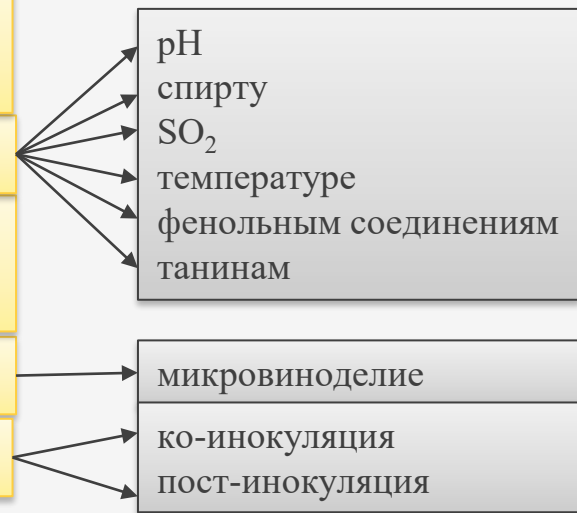 pH
спирту
SO₂
температуре
фенольным соединениям
танинам
микровиноделие
ко-инокуляция
пост-инокуляция